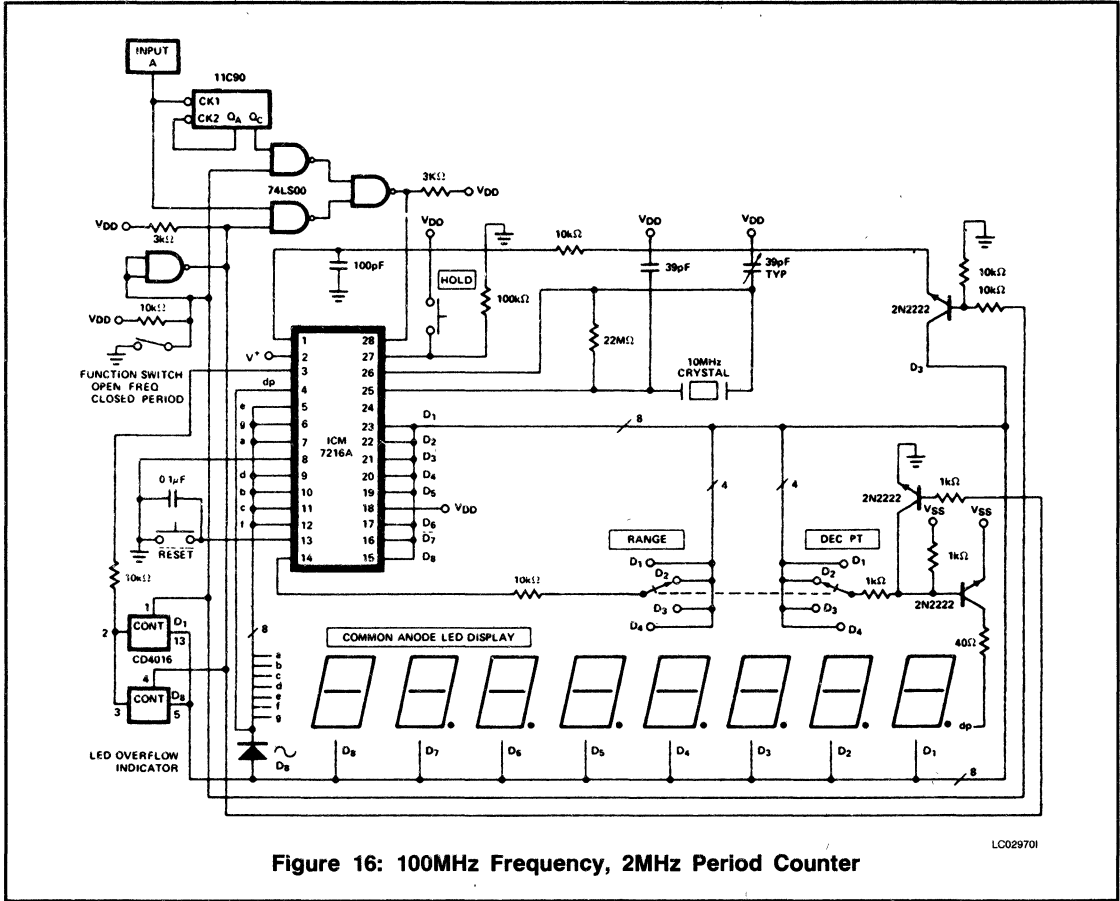 INPUT
A
11C90
CK1
CK2 QA QC
74LS00
3KΩ
VDD
VDD
3kΩ
VDD
10kΩ
FUNCTION SWITCH
OPEN FREQ
CLOSED PERIOD
100pF
HOLD
VDD
100kΩ
10kΩ
VDD
39pF
VDD
39pF
TYP
22MΩ
10MHz
CRYSTAL
10kΩ
10kΩ
2N2222
D3
V+
dp
e
g
a
d
b
c
f
1
2
3
4
5
6
7
8
9
10
11
12
13
14
ICM
7216A
28
27
26
25
24
23
22
21
20
19
18
17
16
15
D1
D2
D3
D4
D5
VDD
D6
D7
D8
8
4
4
0.1µF
RESET
10kΩ
RANGE
D1
D2
D3
D4
10kΩ
DEC PT
D1
D2
D3
D4
1kΩ
2N2222
1kΩ
VSS
1kΩ
VSS
2N2222
40Ω
1
2
CONT
D1
13
CD4016
4
3
CONT
D8
5
LED OVERFLOW
INDICATOR
8
a
b
c
d
e
f
g
D8
COMMON ANODE LED DISPLAY
dp
D8 D7 D6 D5 D4 D3 D2 D1
8
LC02970I
Figure 16: 100MHz Frequency, 2MHz Period Counter